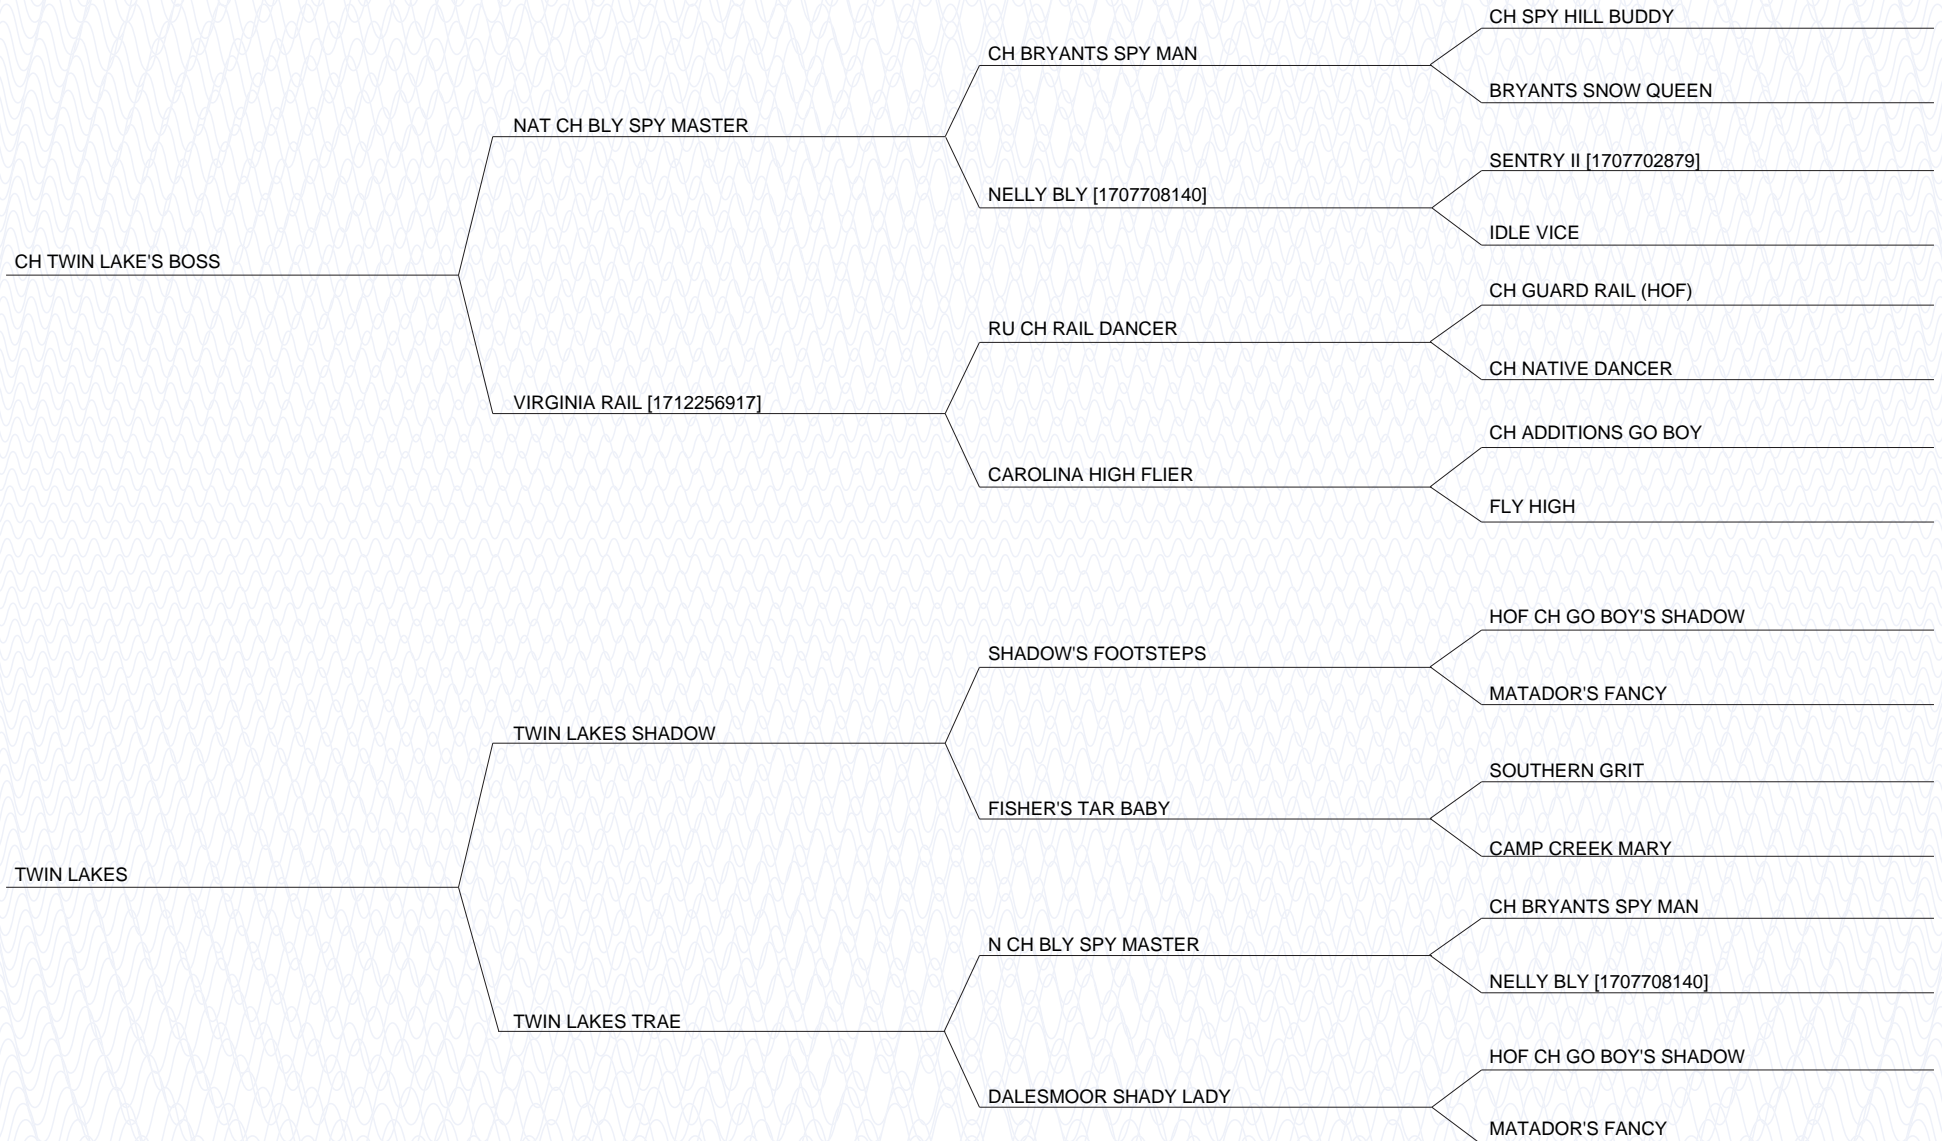 CH SPY HILL BUDDY
CH BRYANTS SPY MAN
BRYANTS SNOW QUEEN
NAT CH BLY SPY MASTER
SENTRY II [1707702879]
NELLY BLY [1707708140]
IDLE VICE
CH TWIN LAKE'S BOSS
CH GUARD RAIL (HOF)
RU CH RAIL DANCER
CH NATIVE DANCER
VIRGINIA RAIL [1712256917]
CH ADDITIONS GO BOY
CAROLINA HIGH FLIER
FLY HIGH
HOF CH GO BOY'S SHADOW
SHADOW'S FOOTSTEPS
MATADOR'S FANCY
TWIN LAKES SHADOW
SOUTHERN GRIT
FISHER'S TAR BABY
CAMP CREEK MARY
TWIN LAKES
CH BRYANTS SPY MAN
N CH BLY SPY MASTER
NELLY BLY [1707708140]
TWIN LAKES TRAE
HOF CH GO BOY'S SHADOW
DALESMOOR SHADY LADY
MATADOR'S FANCY